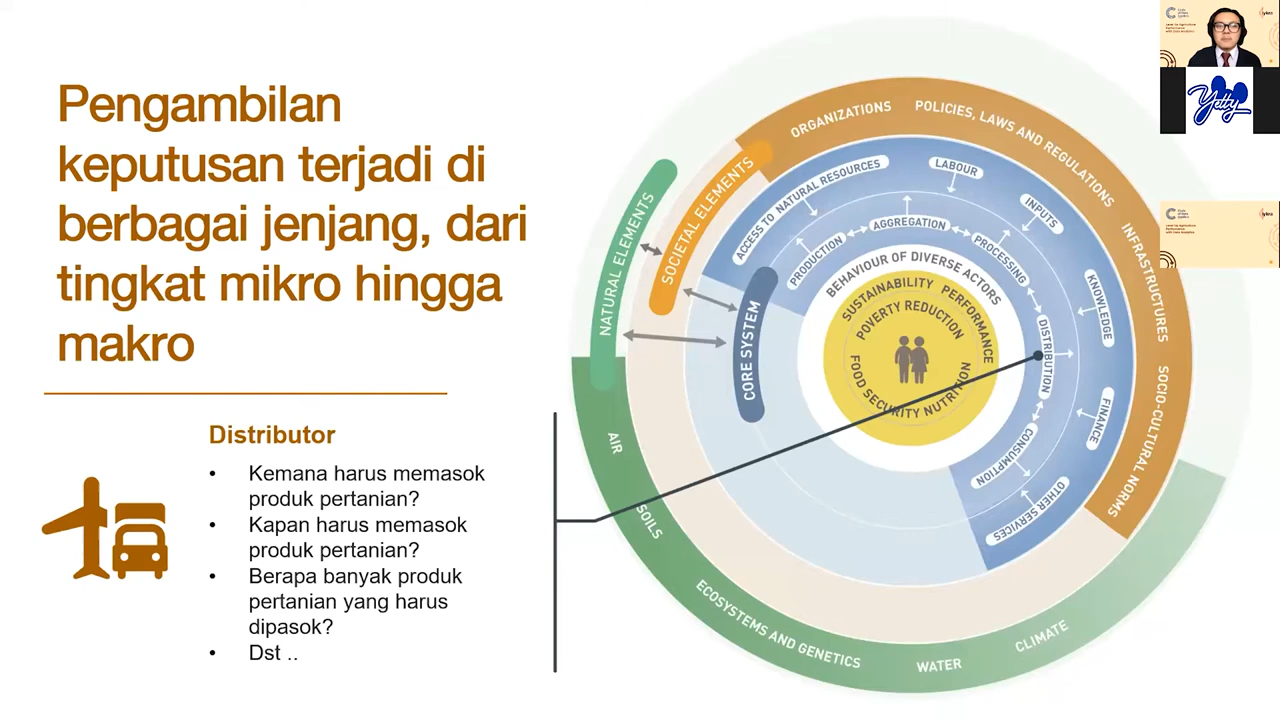 Pengambilan
keputusan terjadi di
berbagai jenjang, dari
tingkat mikro hingga
makro
Distributor
• Kemana harus memasok
produk pertanian?
• Kapan harus memasok
produk pertanian?
• Berapa banyak produk
pertanian yang harus
dipasok?
• Dst ..
NATURAL ELEMENTS
SOCIETAL ELEMENTS
CORE SYSTEM
ORGANIZATIONS
POLICIES, LAWS AND REGULATIONS
INFRASTRUCTURES
SOCIO-CULTURAL NORMS
ACCESS TO NATURAL RESOURCES
LABOUR
INPUTS
KNOWLEDGE
FINANCE
OTHER SERVICES
PRODUCTION
AGGREGATION
PROCESSING
DISTRIBUTION
CONSUMPTION
BEHAVIOUR OF DIVERSE ACTORS
SUSTAINABILITY PERFORMANCE
POVERTY REDUCTION
FOOD SECURITY NUTRITION
AIR
SOILS
ECOSYSTEMS AND GENETICS
WATER
CLIMATE
Yetty